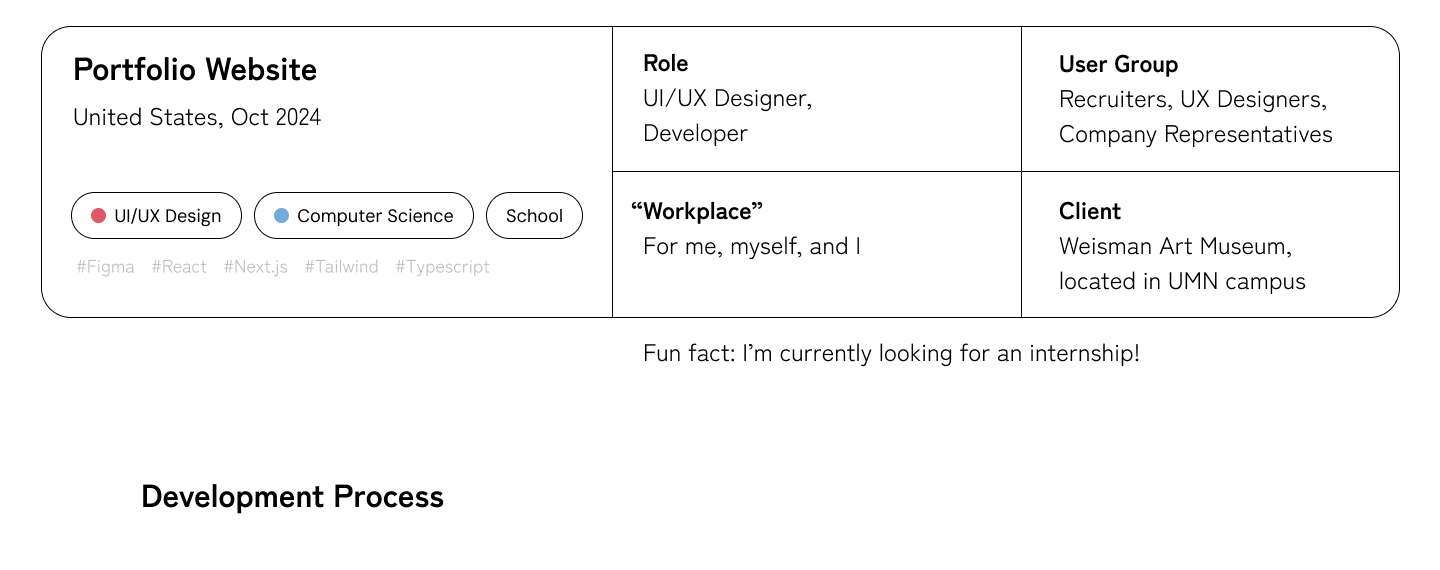 Portfolio Website
United States, Oct 2024
UI/UX Design
Computer Science
School
#Figma #React #Next.js #Tailwind #Typescript
Role
UI/UX Designer,
Developer
User Group
Recruiters, UX Designers,
Company Representatives
“Workplace”
For me, myself, and I
Client
Weisman Art Museum,
located in UMN campus
Fun fact: I’m currently looking for an internship!
Development Process